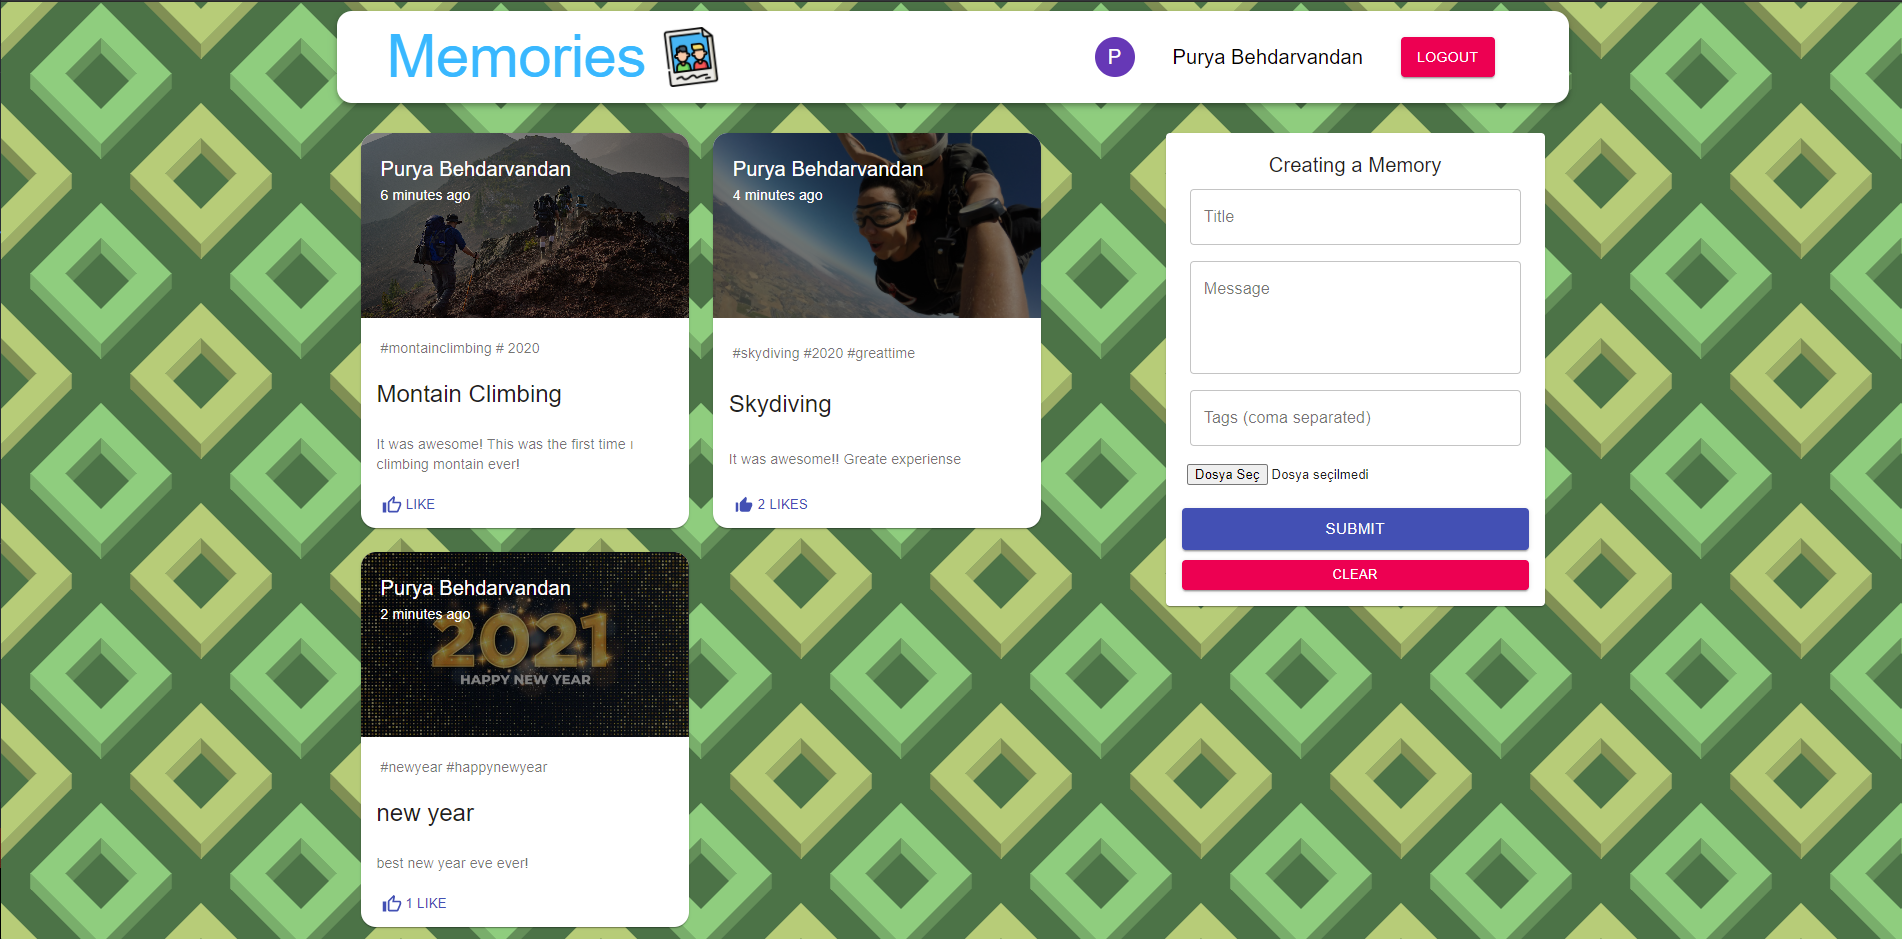 Memories
P
Purya Behdarvandan
LOGOUT
Purya Behdarvandan
6 minutes ago
#montainclimbing # 2020
Montain Climbing
It was awesome! This was the first time ı
climbing montain ever!
LIKE
Purya Behdarvandan
4 minutes ago
#skydiving #2020 #greattime
Skydiving
It was awesome!! Greate experiense
2 LIKES
Purya Behdarvandan
2 minutes ago
2021
HAPPY NEW YEAR
#newyear #happynewyear
new year
best new year eve ever!
1 LIKE
Creating a Memory
Title
Message
Tags (coma separated)
Dosya Seç Dosya seçilmedi
SUBMIT
CLEAR